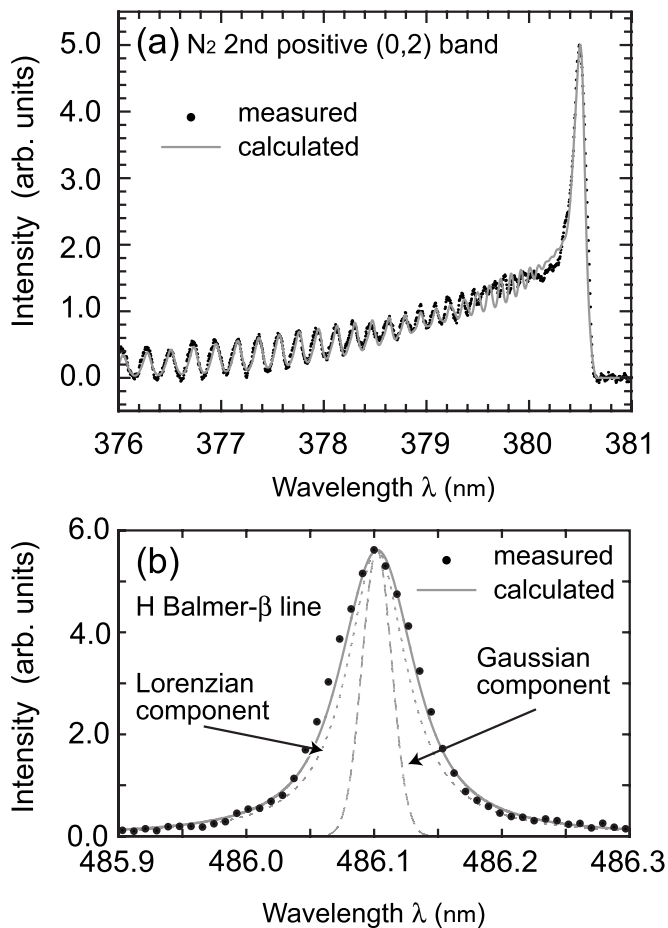 (a) N2 2nd positive (0,2) band
measured
calculated
5.0
4.0
3.0
2.0
1.0
0.0
Intensity (arb. units)
376 377 378 379 380 381
Wavelength λ (nm)
(b)
H Balmer-β line
measured
calculated
Lorenzian
component
Gaussian
component
6.0
4.0
2.0
0.0
Intensity (arb. units)
485.9 486.0 486.1 486.2 486.3
Wavelength λ (nm)